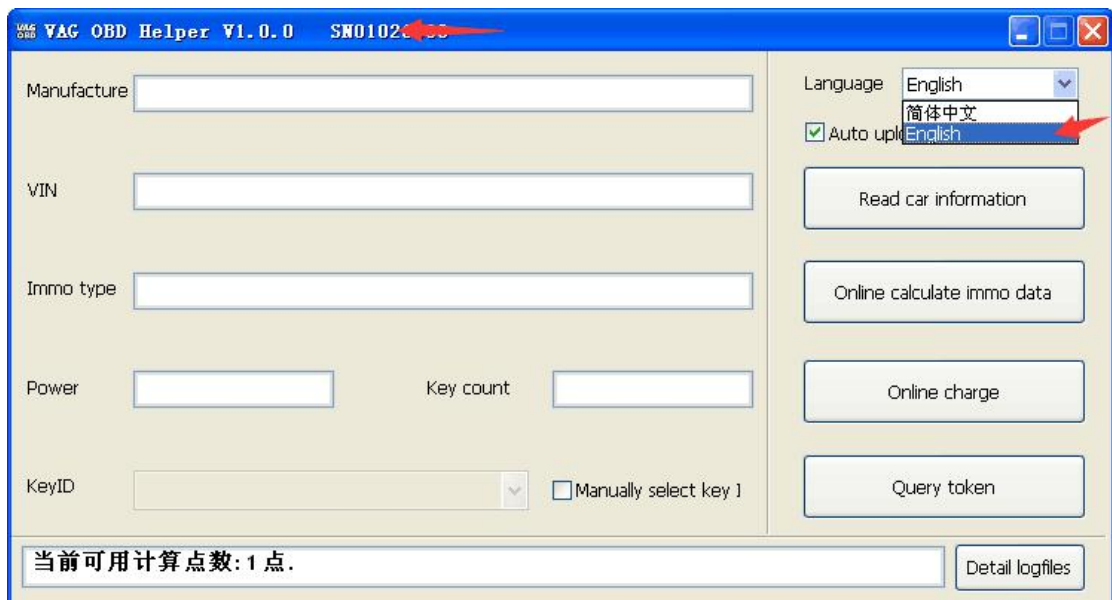 VAG OBD Helper V1.0.0
Manufacture
VIN
Immo type
Power
Key count
KeyID
Manually select key I
Language
English
简体中文
English
Auto
Read car information
Online calculate immo data
Online charge
Query token
当前可用计算点数:1点.
Detail logfiles